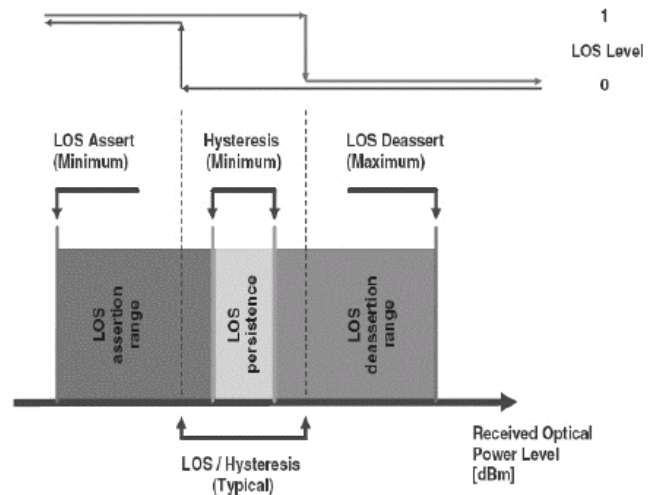 1
LOS Level
0
LOS Assert
(Minimum)
Hysteresis
(Minimum)
LOS Deassert
(Maximum)
LOS
assertion
range
LOS
persistence
LOS
deassertion
range
Received Optical
Power Level
[dBm]
LOS / Hysteresis
(Typical)